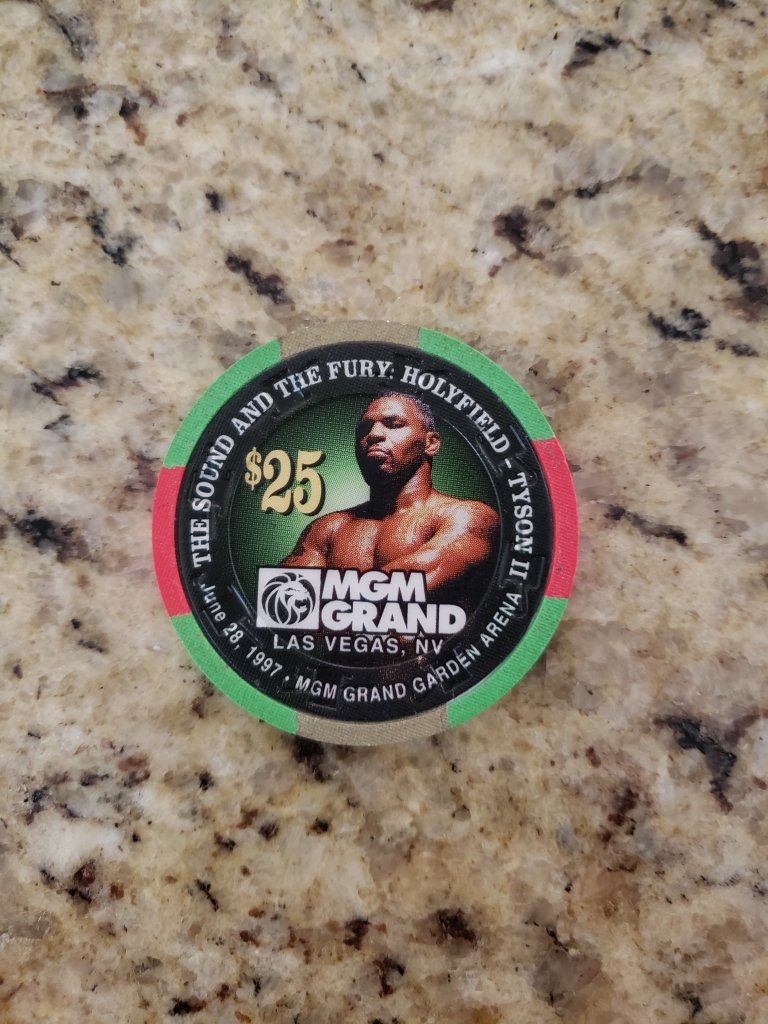 THE SOUND AND THE FURY: HOLYFIELD - TYSON II
$25
MGM
GRAND
LAS VEGAS, NV
June 28, 1997 • MGM GRAND GARDEN ARENA